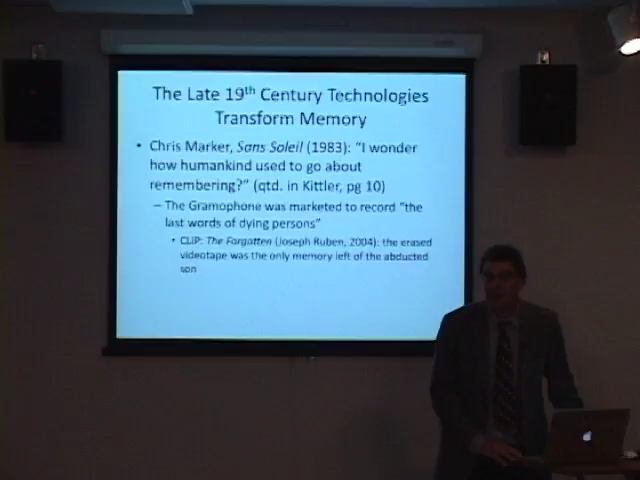 The Late 19th Century Technologies
Transform Memory
• Chris Marker, Sans Soleil (1983): "I wonder
how humankind used to go about
remembering?" (qtd. in Kittler, pg 10)
– The Gramophone was marketed to record "the
last words of dying persons"
• CLIP: The Forgotten (Joseph Ruben, 2004): the erased
videotape was the only memory left of the abducted
son